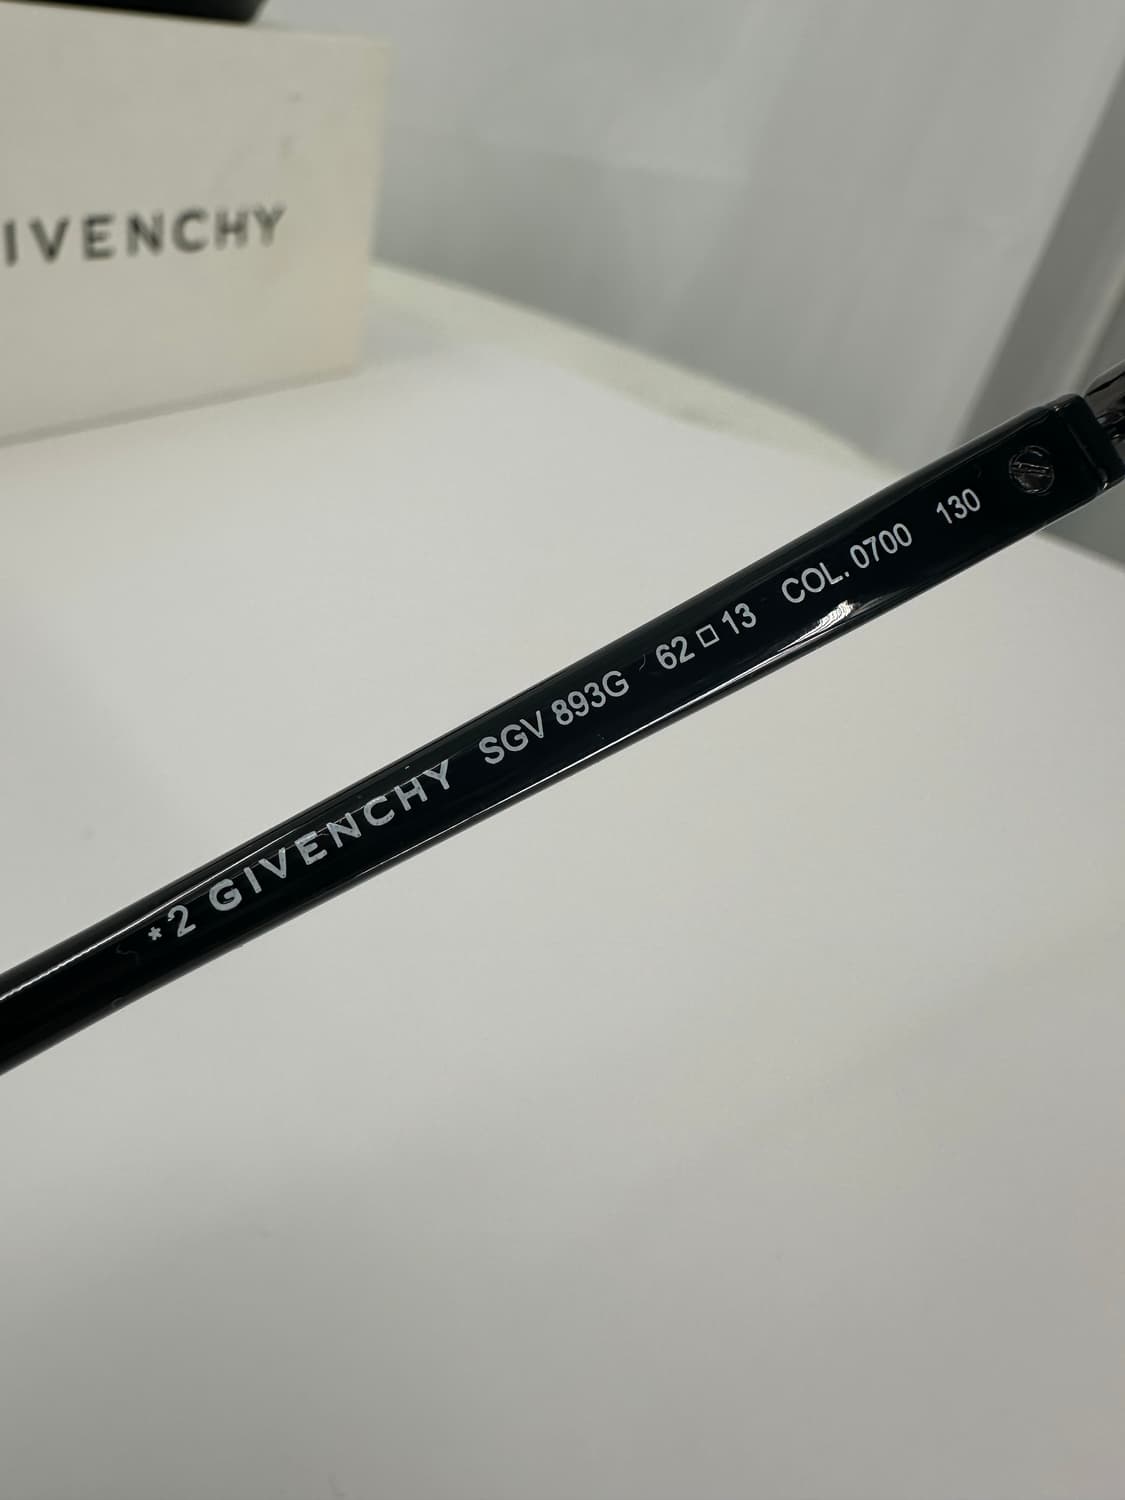 IVENCHY
*2 GIVENCHY SGV 893G 62□13 COL. 0700 130